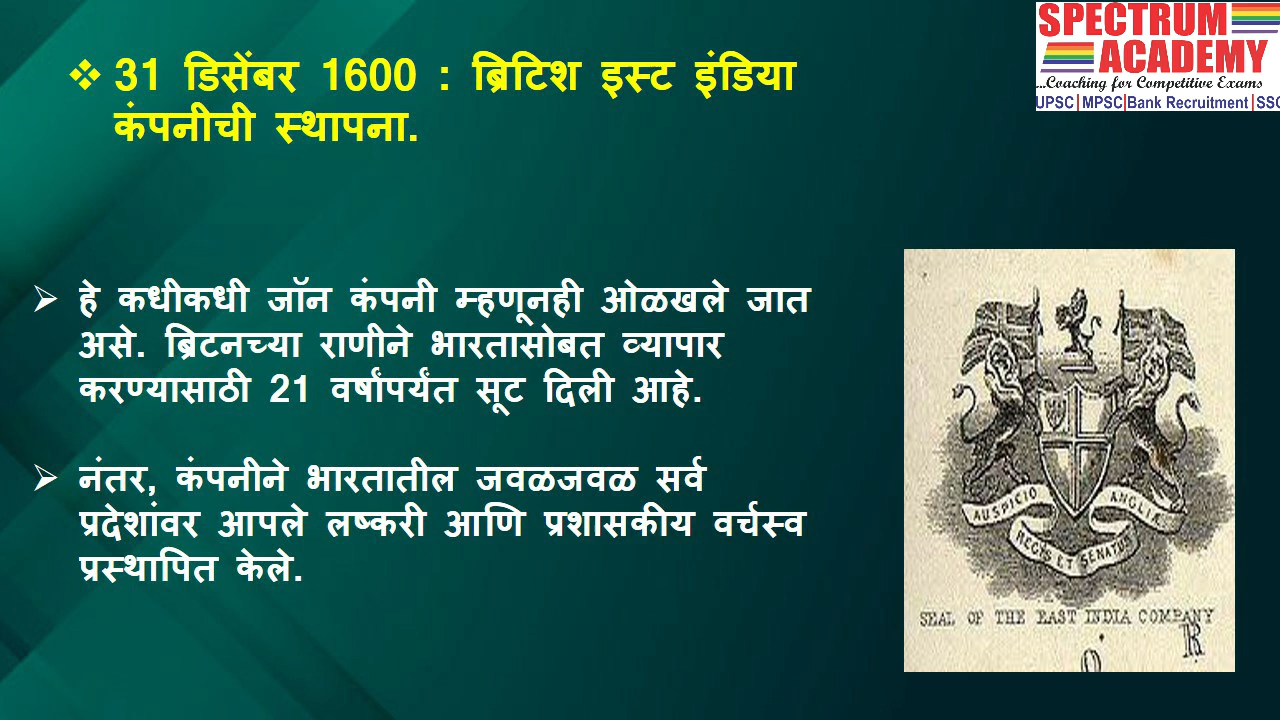 SPECTRUM
ACADEMY
...Coaching for Competitive Exams
UPSC|MPSC|Bank Recruitment |SSC
31 डिसेंबर 1600 : ब्रिटिश इस्ट इंडिया
कंपनीची स्थापना.
हे कधीकधी जॉन कंपनी म्हणूनही ओळखले जात
असे. ब्रिटनच्या राणीने भारतासोबत व्यापार
करण्यासाठी 21 वर्षांपर्यंत सूट दिली आहे.
नंतर, कंपनीने भारतातील जवळजवळ सर्व
प्रदेशांवर आपले लष्करी आणि प्रशासकीय वर्चस्व
प्रस्थापित केले.
AUSPICIO ANGLIÆ
REGIS ET SENATUS
SEAL OF THE EAST INDIA COMPANY
O R